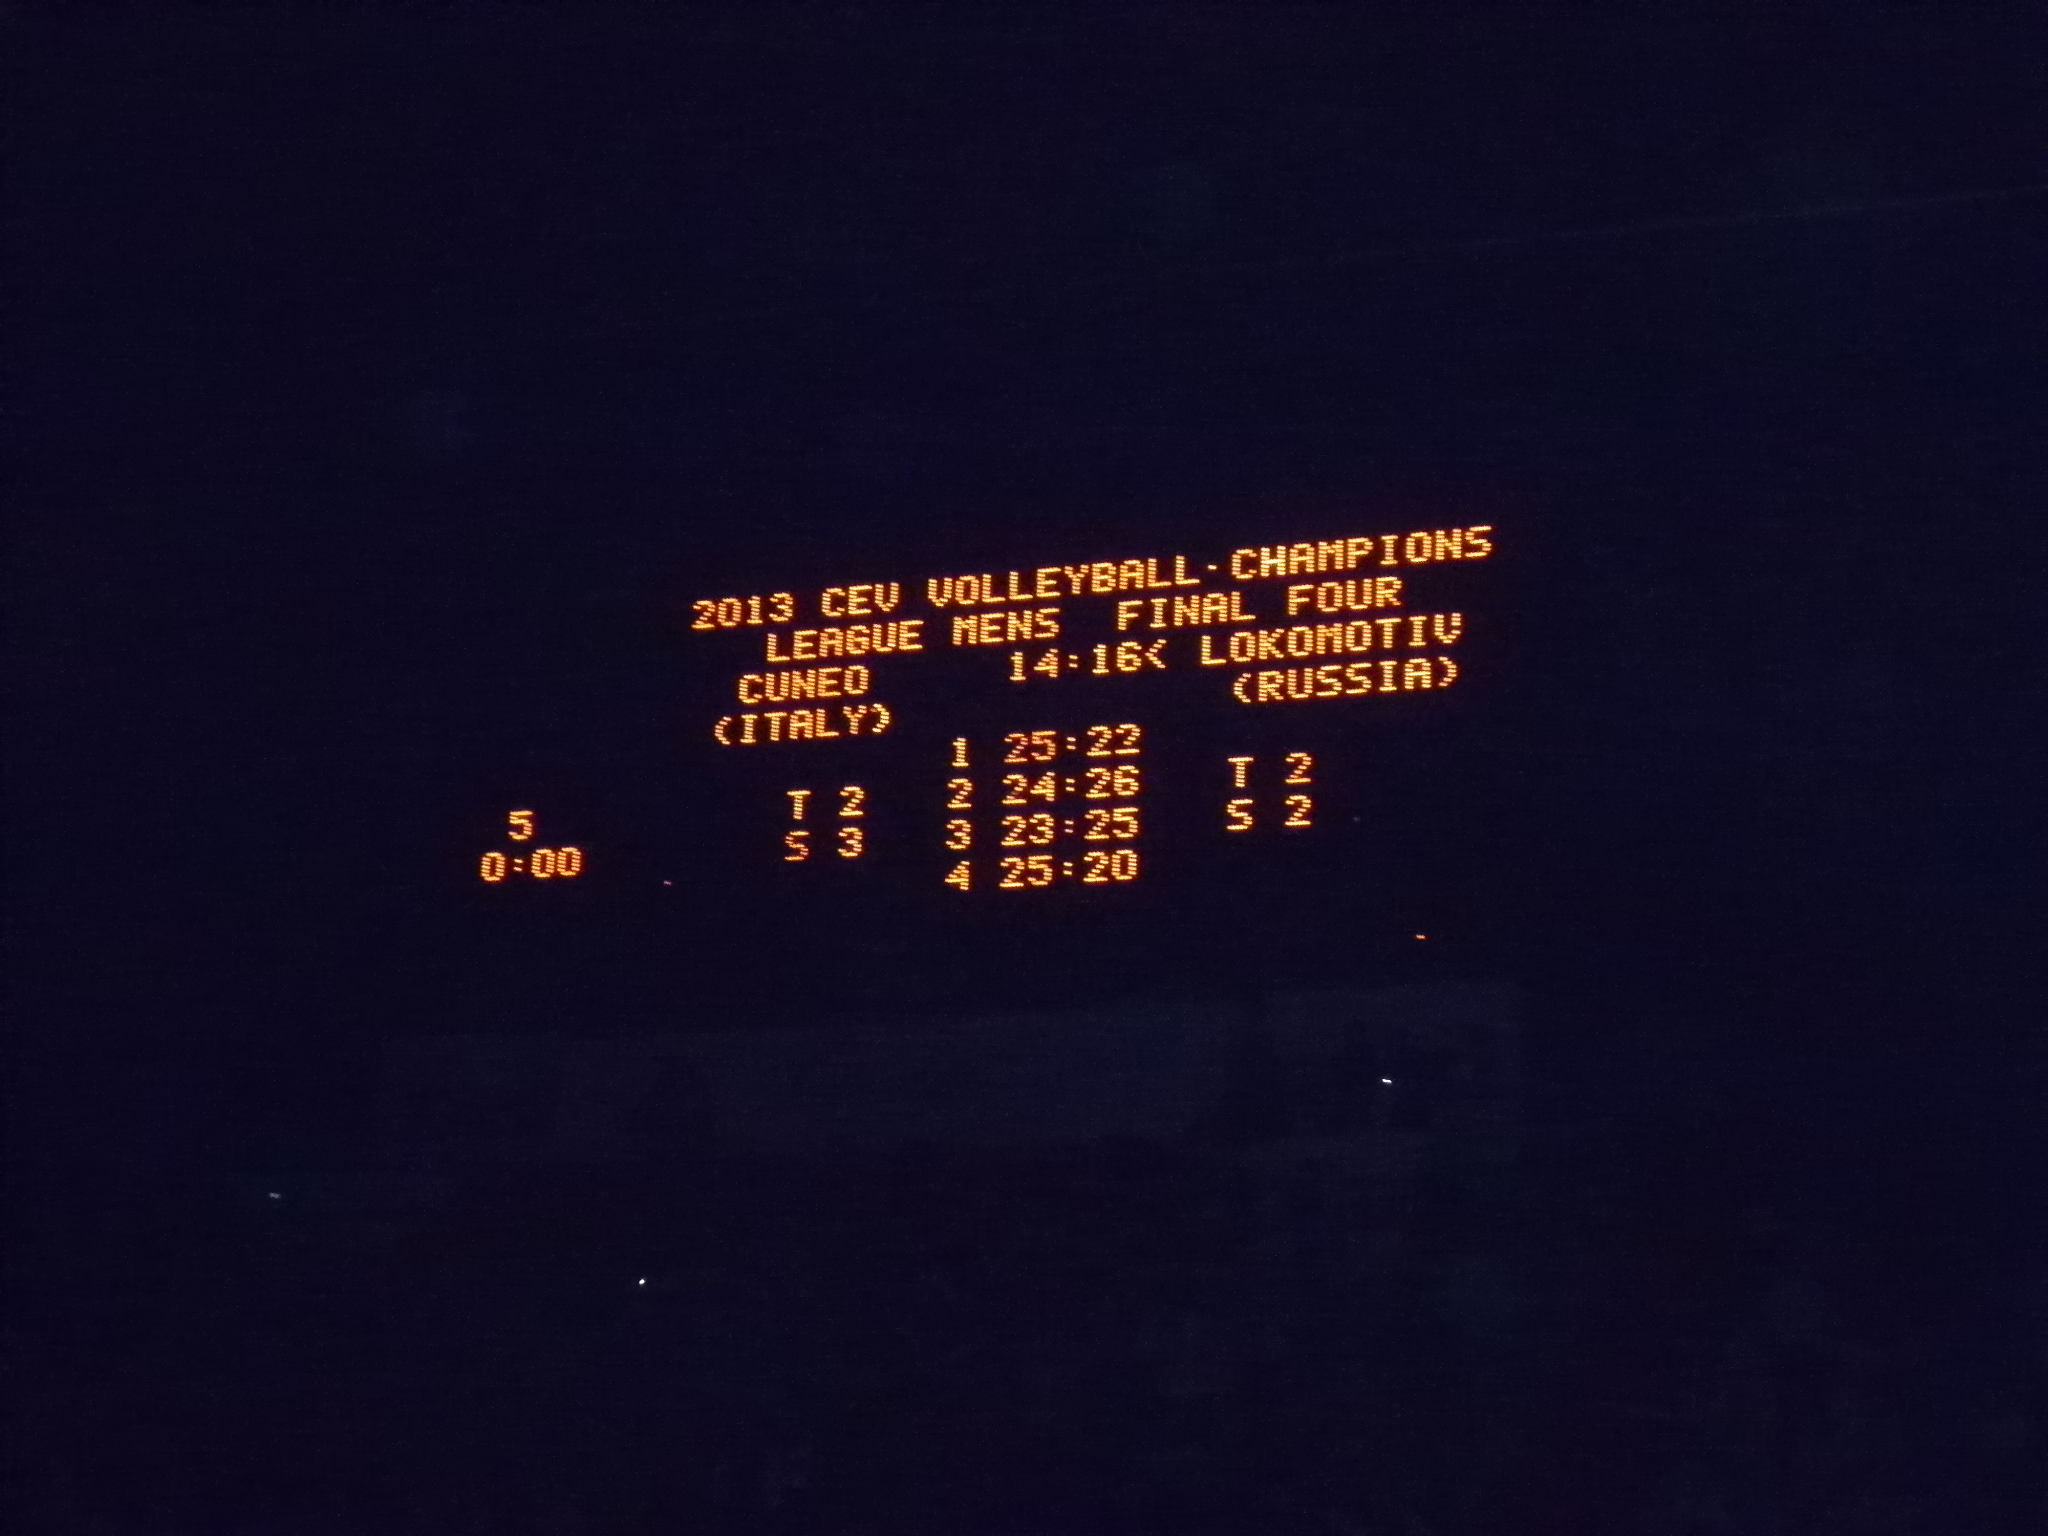 2013 CEV VOLLEYBALL-CHAMPIONS
LEAGUE MENS FINAL FOUR
CUNEO 14:16< LOKOMOTIV
(ITALY) (RUSSIA)
1 25:22
T 2 2 24:26 T 2
S 3 3 23:25 S 2
4 25:20
5
0:00